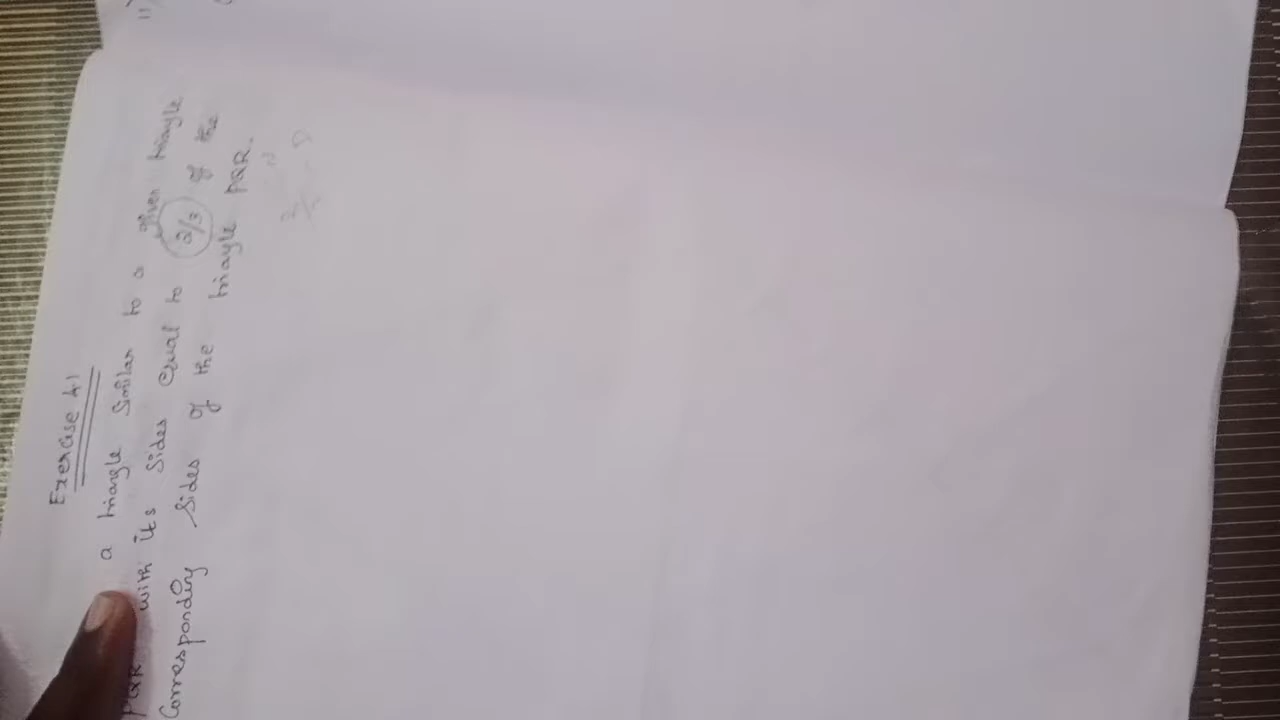 Exercise 4.1
a triangle Similar to a given triangle
PQR with its Sides equal to 2/3 of the
Corresponding Sides of the triangle PQR.